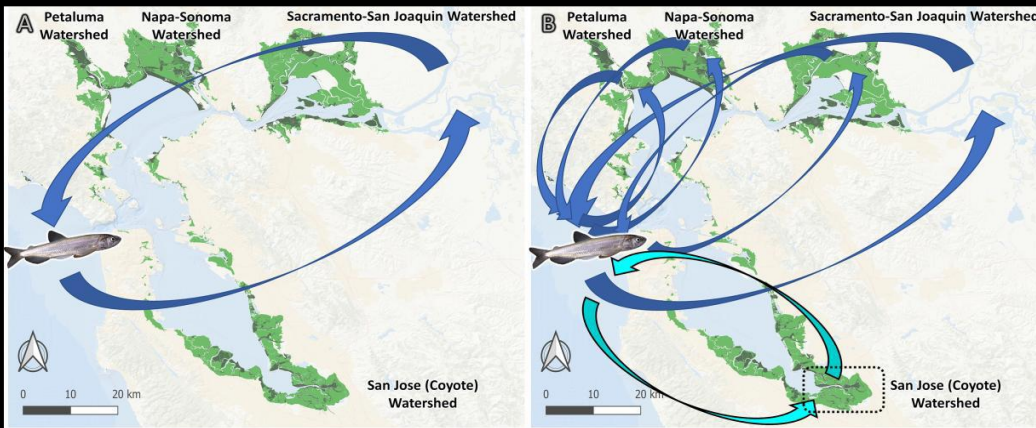 A
Petaluma
Watershed
Napa-Sonoma
Watershed
Sacramento-San Joaquin Watershed
San Jose (Coyote)
Watershed
0 10 20 km
B
Petaluma
Watershed
Napa-Sonoma
Watershed
Sacramento-San Joaquin Watershed
San Jose (Coyote)
Watershed
0 10 20 km